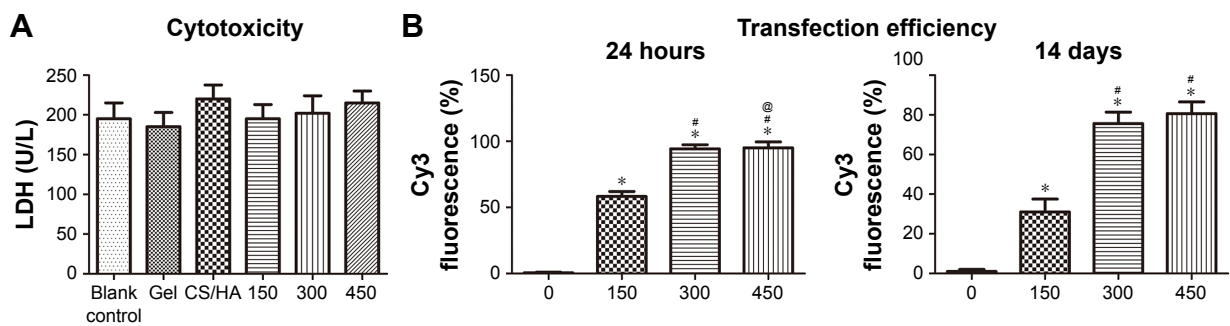 A
Cytotoxicity
LDH (U/L)
250
200
150
100
50
0
Blank control
Gel
CS/HA
150
300
450
B
Transfection efficiency
24 hours
Cy3
fluorescence (%)
150
100
50
0
*
#
*
@
#
*
0
150
300
450
14 days
Cy3
fluorescence (%)
100
80
60
40
20
0
*
#
*
#
*
0
150
300
450